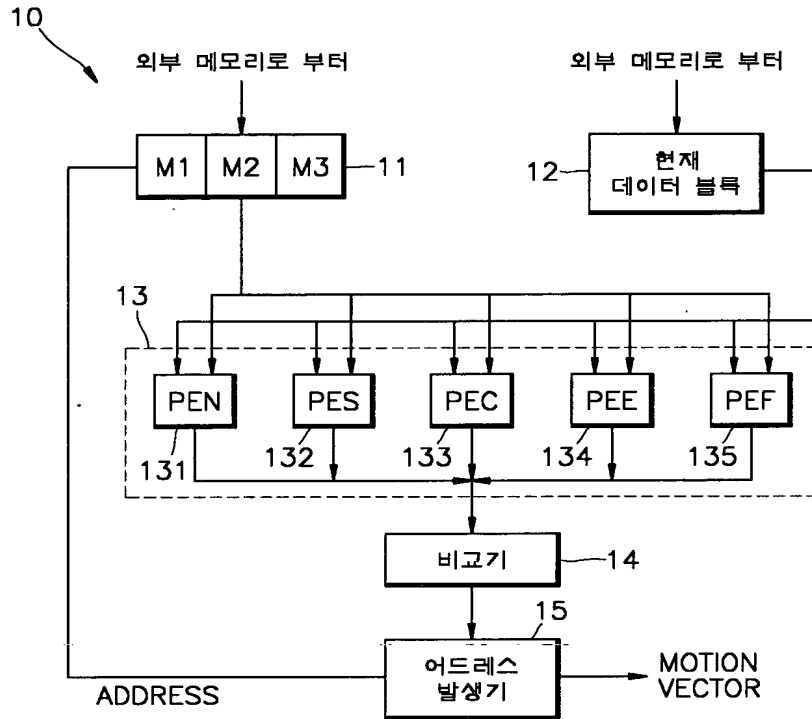 10
외부 메모리로 부터
외부 메모리로 부터
M1 M2 M3
11
12
현재
데이터 블록
13
PEN PES PEC PEE PEF
131 132 133 134 135
비교기
14
15
어드레스
발생기
ADDRESS
MOTION
VECTOR